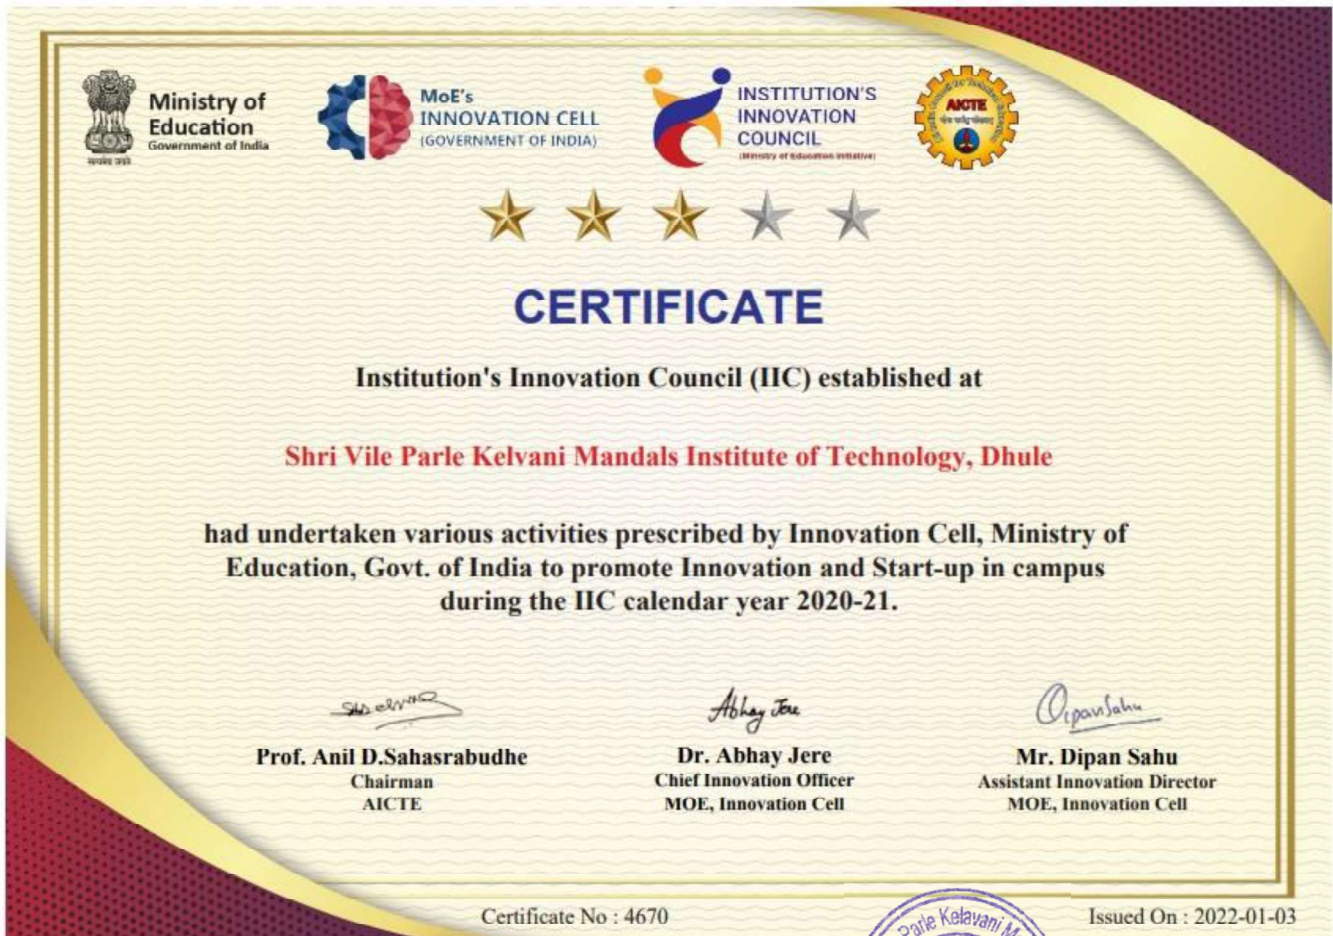 Ministry of
Education
Government of India
सत्यमेव जयते
MoE's
INNOVATION CELL
(GOVERNMENT OF INDIA)
INSTITUTION'S
INNOVATION
COUNCIL
(Ministry of Education Initiative)
AICTE
CERTIFICATE
Institution's Innovation Council (IIC) established at
Shri Vile Parle Kelvani Mandals Institute of Technology, Dhule
had undertaken various activities prescribed by Innovation Cell, Ministry of
Education, Govt. of India to promote Innovation and Start-up in campus
during the IIC calendar year 2020-21.
Abhay Jere
Dipan Sahu
Prof. Anil D.Sahasrabudhe
Chairman
AICTE
Dr. Abhay Jere
Chief Innovation Officer
MOE, Innovation Cell
Mr. Dipan Sahu
Assistant Innovation Director
MOE, Innovation Cell
Certificate No : 4670
Parle Kelavani
Issued On : 2022-01-03